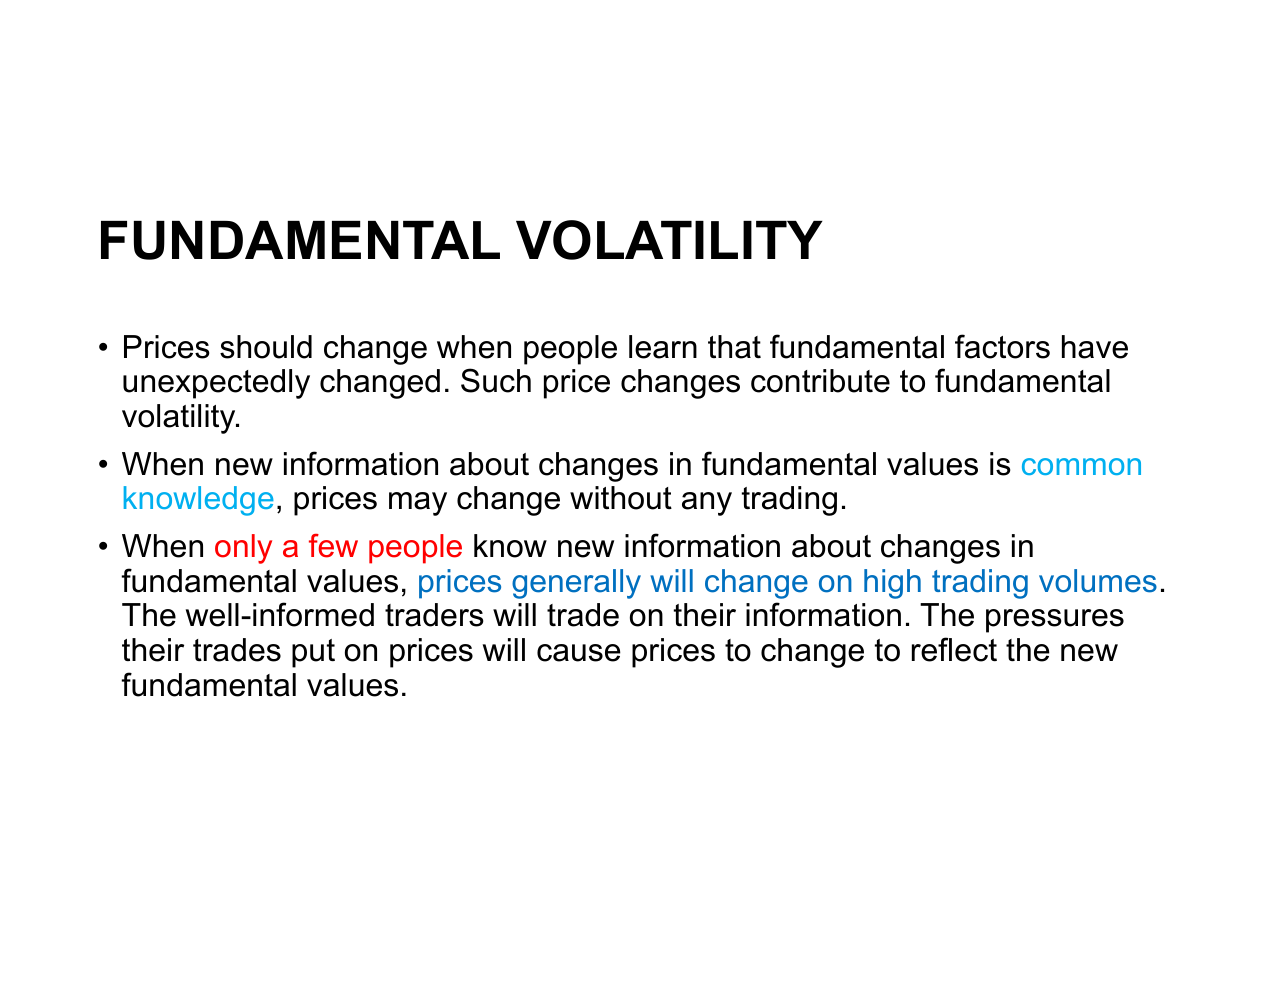 FUNDAMENTAL VOLATILITY
• Prices should change when people learn that fundamental factors have
unexpectedly changed. Such price changes contribute to fundamental
volatility.
• When new information about changes in fundamental values is common
knowledge, prices may change without any trading.
• When only a few people know new information about changes in
fundamental values, prices generally will change on high trading volumes.
The well-informed traders will trade on their information. The pressures
their trades put on prices will cause prices to change to reflect the new
fundamental values.